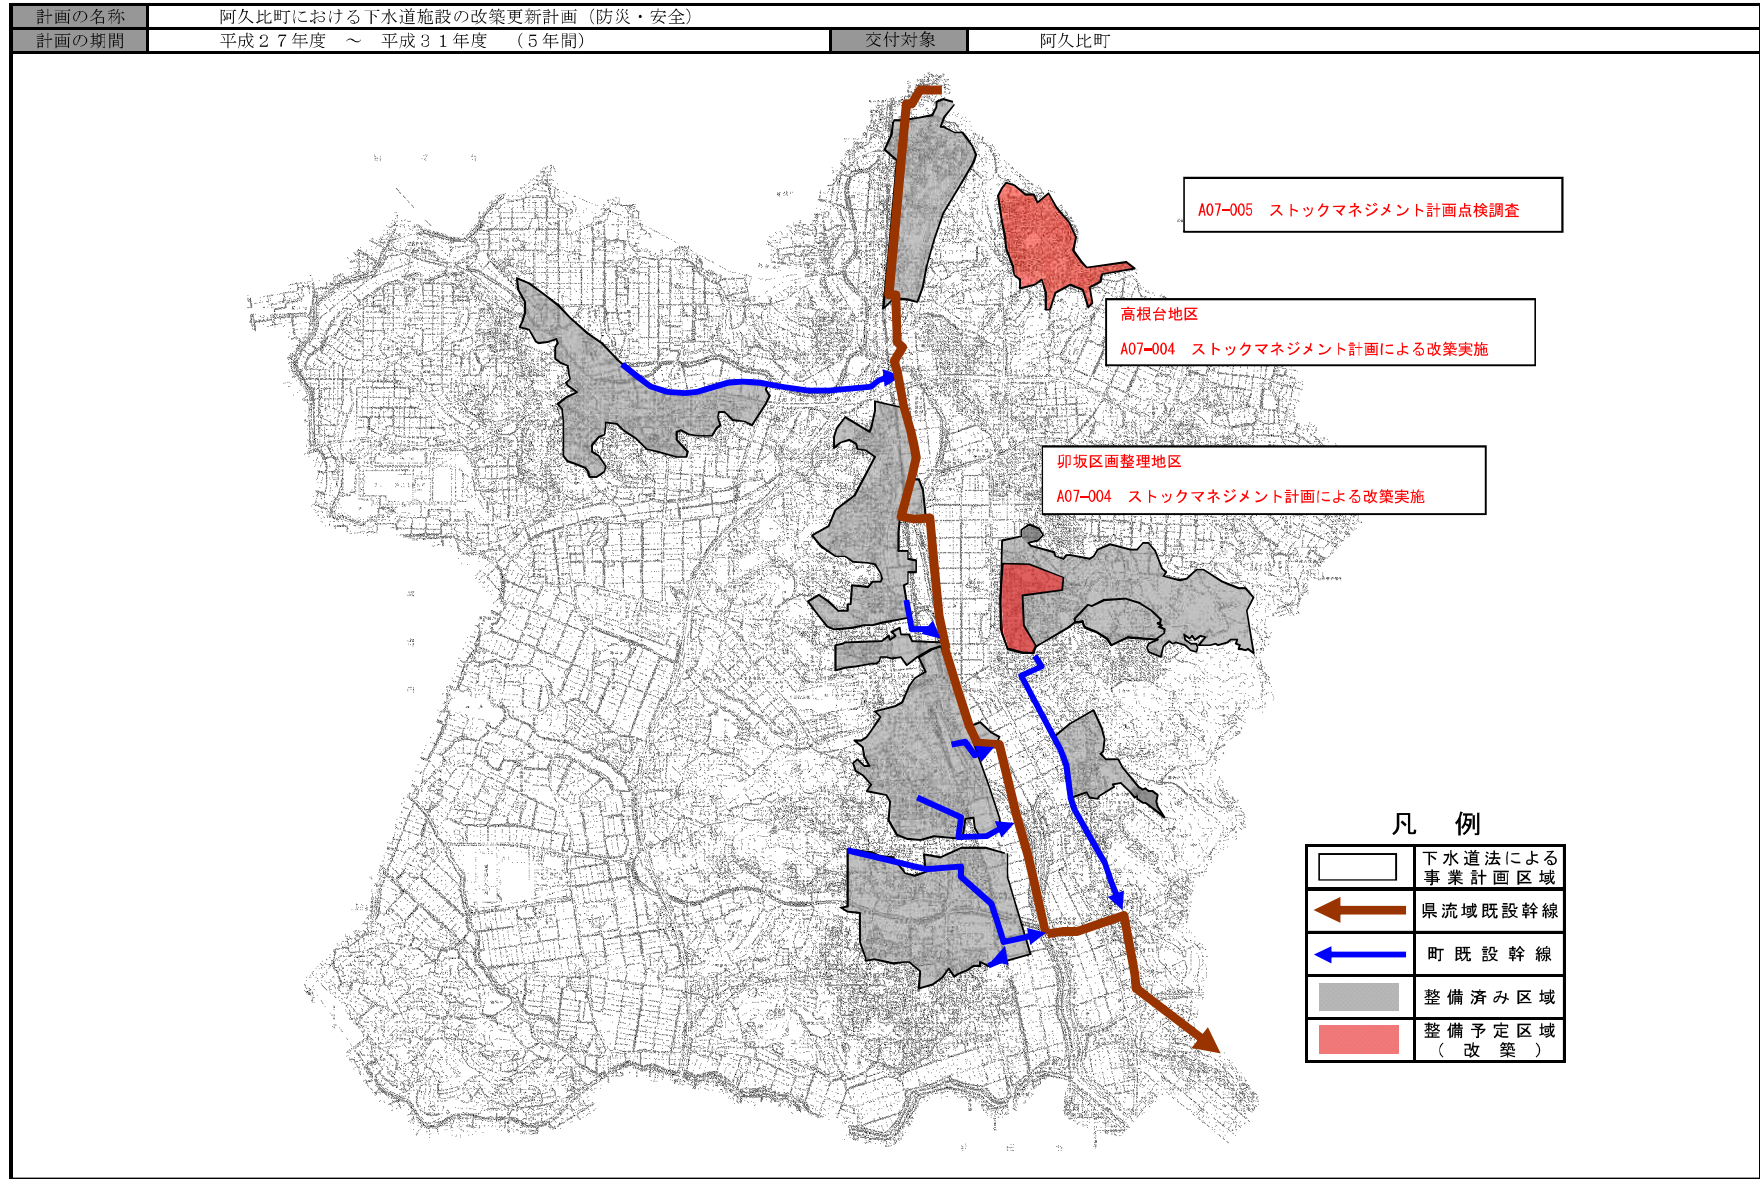 計画の名称 阿久比町における下水道施設の改築更新計画（防災・安全）
計画の期間 平成２７年度　～　平成３１年度　（５年間） 交付対象 阿久比町
A07-005 ストックマネジメント計画点検調査
高根台地区
A07-004 ストックマネジメント計画による改築実施
卯坂区画整理地区
A07-004 ストックマネジメント計画による改築実施
凡 例
下水道法による
事業計画区域
県流域既設幹線
町既設幹線
整備済み区域
整備予定区域
（改築）